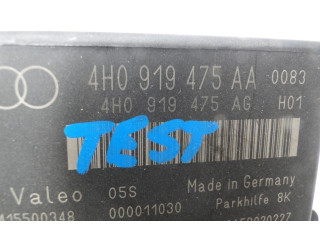 4H0 919 475 AA 0083
4H0 919 475 AG H01
TEST
Valeo 05S Made in Germany
415500348 000011030 Parkhilfe 8K